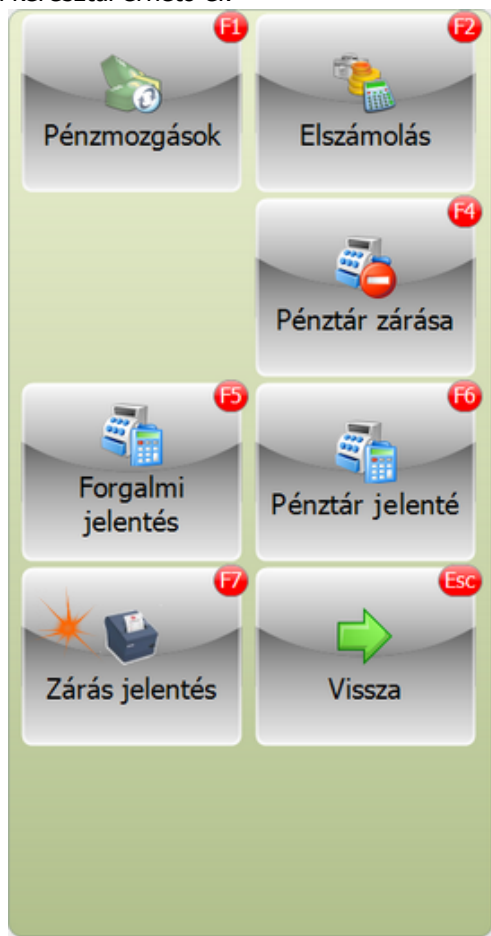 F1
Pénzmozgások
F2
Elszámolás
F4
Pénztár zárása
F5
Forgalmi
jelentés
F6
Pénztár jelenté
F7
Zárás jelentés
Esc
Vissza